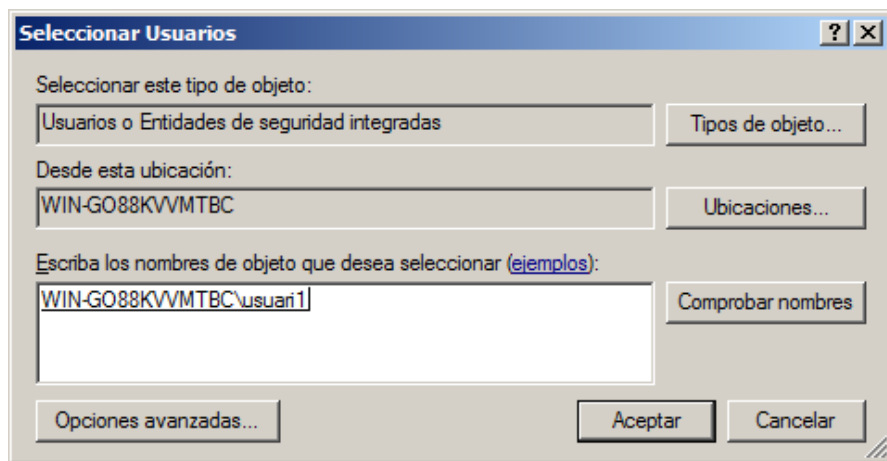 Seleccionar Usuarios
Seleccionar este tipo de objeto:
Usuarios o Entidades de seguridad integradas
Tipos de objeto...
Desde esta ubicación:
WIN-GO88KVVMTBC
Ubicaciones...
Escriba los nombres de objeto que desea seleccionar (ejemplos):
WIN-GO88KVVMTBC\usuari1
Comprobar nombres
Opciones avanzadas...
Aceptar
Cancelar